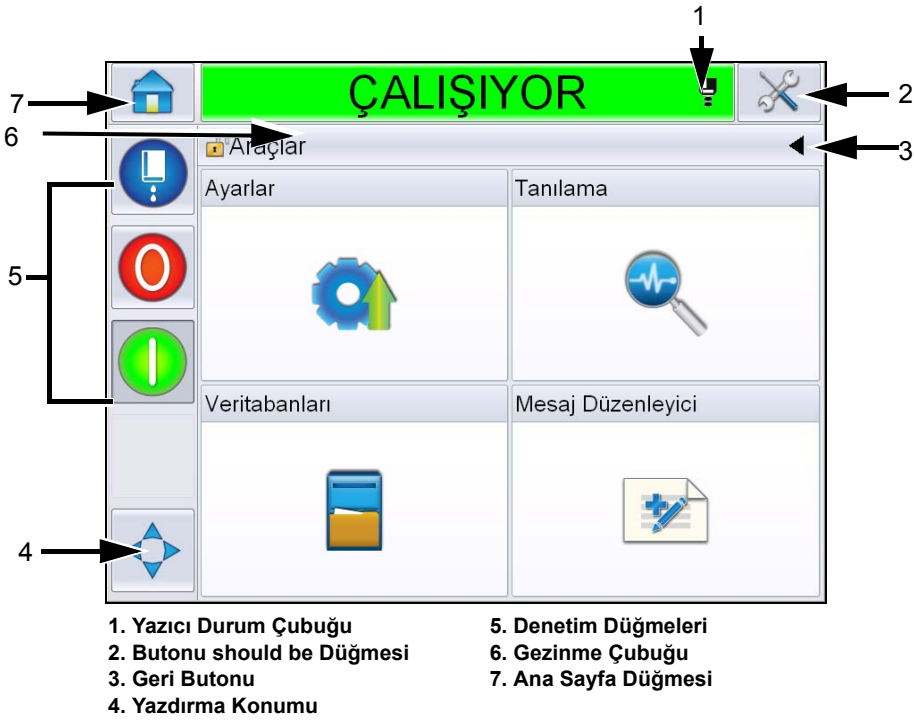 1
ÇALIŞIYOR
2
7
6
Araçlar
3
Ayarlar
Tanılama
5
Veritabanları
Mesaj Düzenleyici
4
1. Yazıcı Durum Çubuğu
2. Butonu should be Düğmesi
3. Geri Butonu
4. Yazdırma Konumu
5. Denetim Düğmeleri
6. Gezinme Çubuğu
7. Ana Sayfa Düğmesi